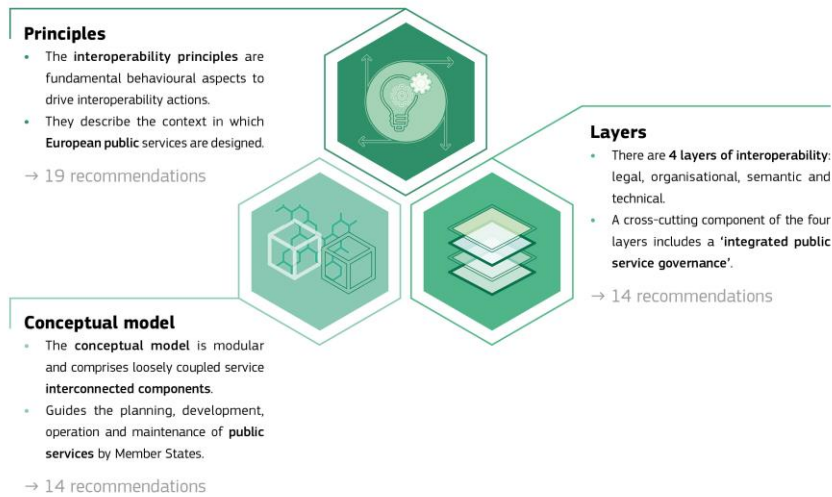 Principles
• The interoperability principles are
fundamental behavioural aspects to
drive interoperability actions.
• They describe the context in which
European public services are designed.
→ 19 recommendations
Layers
• There are 4 layers of interoperability:
legal, organisational, semantic and
technical.
• A cross-cutting component of the four
layers includes a ‘integrated public
service governance’.
→ 14 recommendations
Conceptual model
• The conceptual model is modular
and comprises loosely coupled service
interconnected components.
• Guides the planning, development,
operation and maintenance of public
services by Member States.
→ 14 recommendations